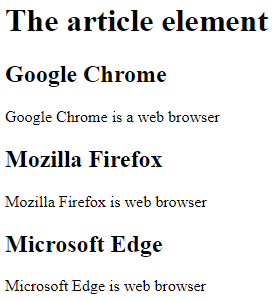 The article element
Google Chrome
Google Chrome is a web browser
Mozilla Firefox
Mozilla Firefox is web browser
Microsoft Edge
Microsoft Edge is web browser